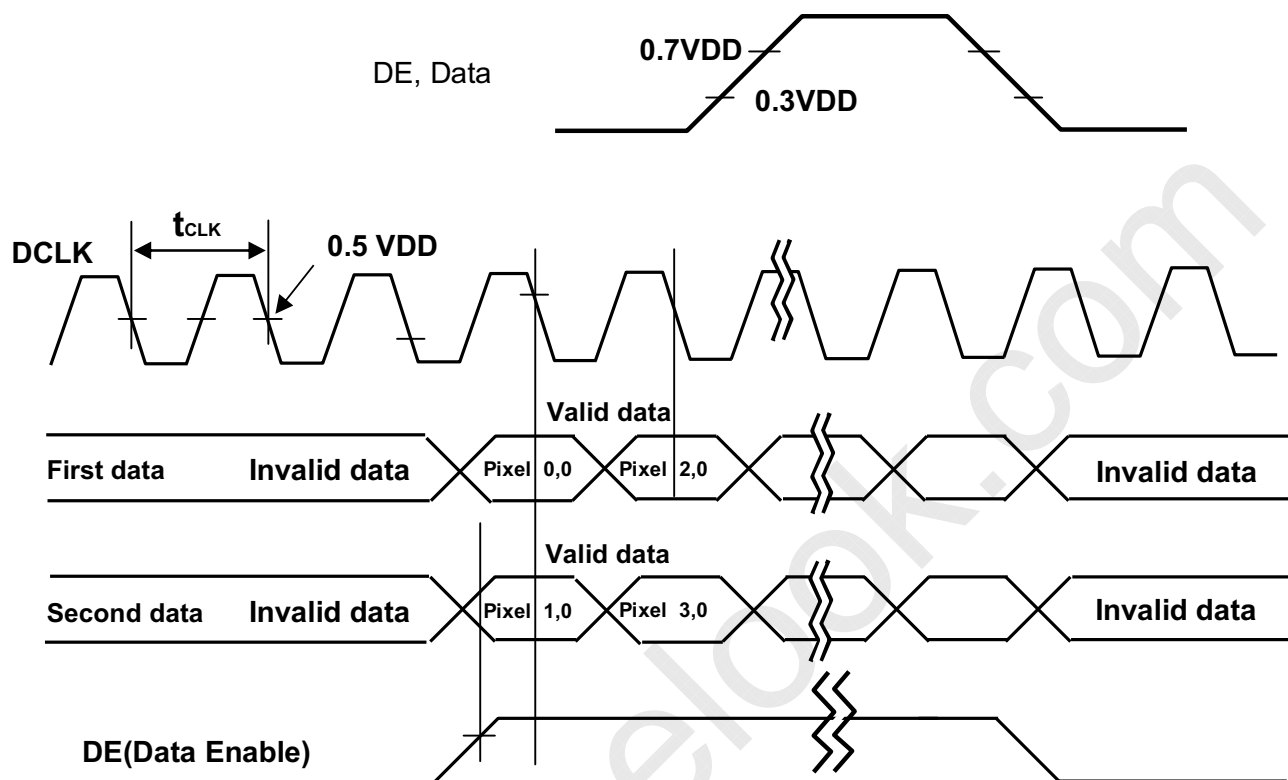 0.7VDD
DE, Data
0.3VDD
tCLK
DCLK
0.5 VDD
Valid data
First data Invalid data Pixel 0,0 Pixel 2,0 Invalid data
Valid data
Second data Invalid data Pixel 1,0 Pixel 3,0 Invalid data
DE(Data Enable)
elook.com